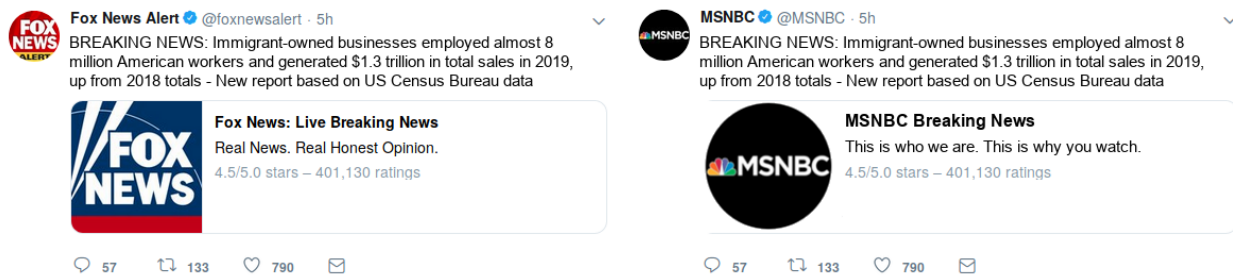 Fox News Alert @foxnewsalert · 5h
BREAKING NEWS: Immigrant-owned businesses employed almost 8
million American workers and generated $1.3 trillion in total sales in 2019,
up from 2018 totals - New report based on US Census Bureau data
FOX
NEWS
ALERT
FOX
NEWS
Fox News: Live Breaking News
Real News. Real Honest Opinion.
4.5/5.0 stars – 401,130 ratings
57 133 790
MSNBC @MSNBC · 5h
BREAKING NEWS: Immigrant-owned businesses employed almost 8
million American workers and generated $1.3 trillion in total sales in 2019,
up from 2018 totals - New report based on US Census Bureau data
MSNBC
MSNBC
MSNBC Breaking News
This is who we are. This is why you watch.
4.5/5.0 stars – 401,130 ratings
57 133 790